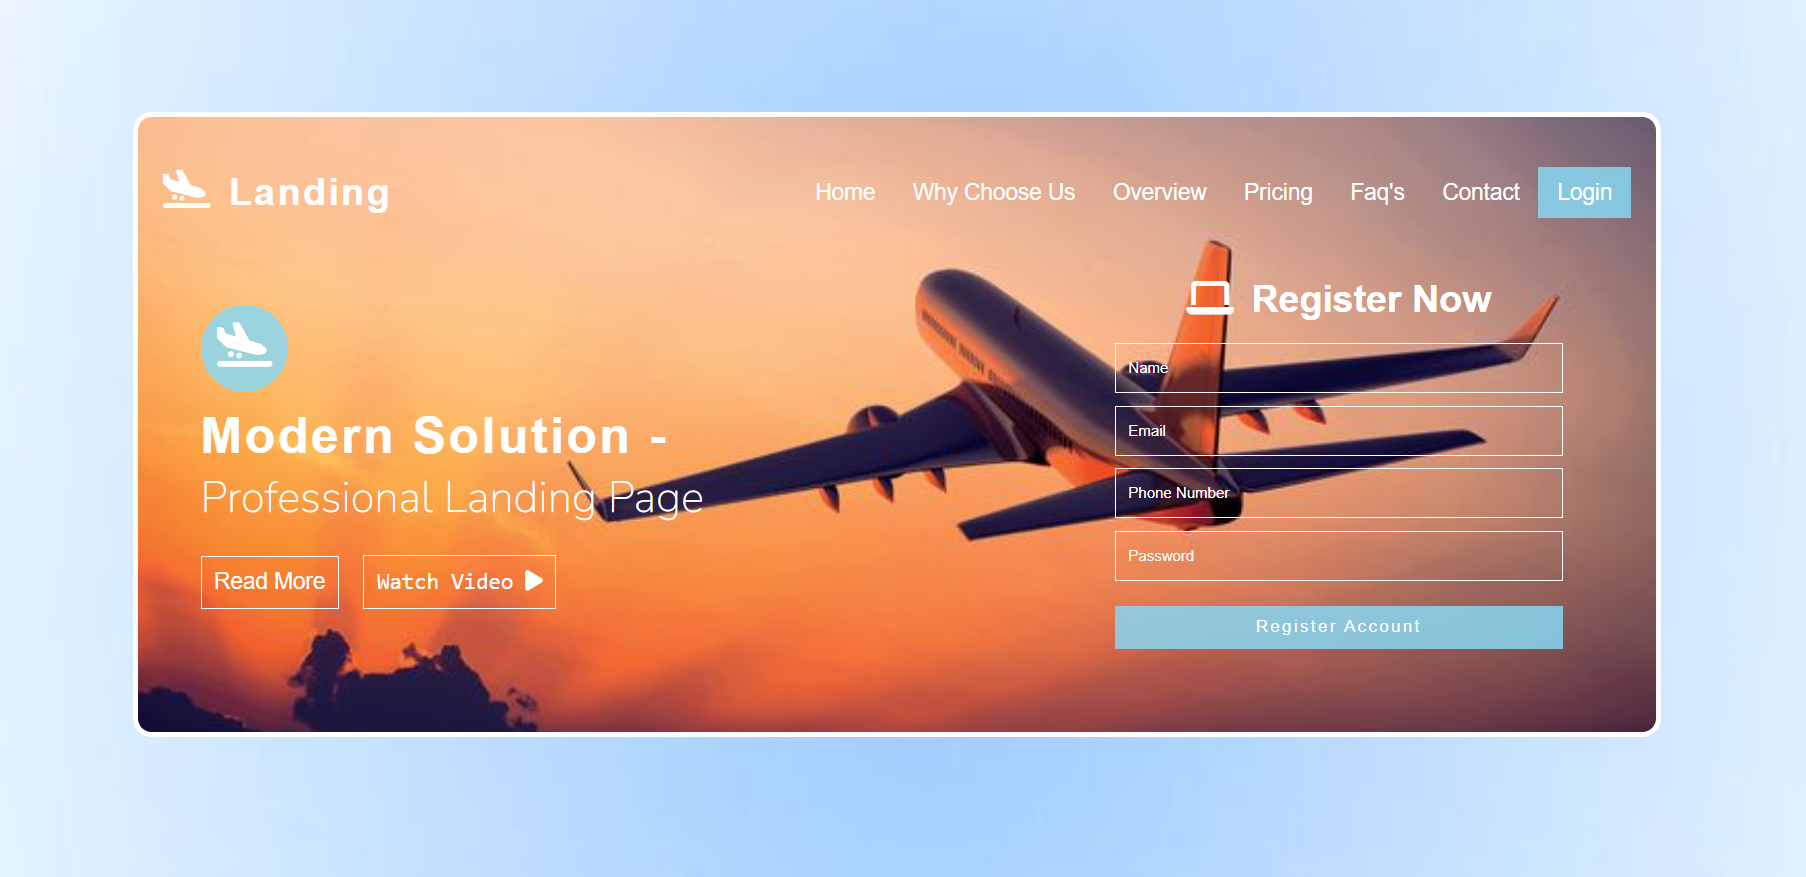 Landing
Home Why Choose Us Overview Pricing Faq's Contact Login
Modern Solution -
Professional Landing Page
Read More Watch Video
Register Now
Name
Email
Phone Number
Password
Register Account